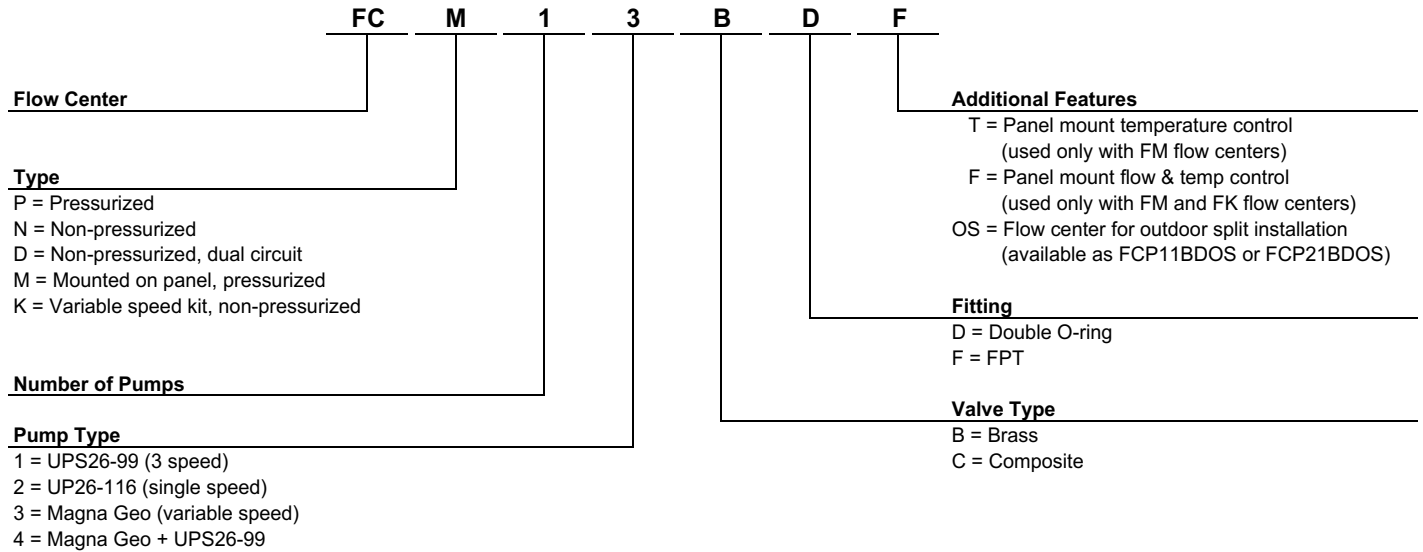 FC M 1 3 B D F
Flow Center
Type
P = Pressurized
N = Non-pressurized
D = Non-pressurized, dual circuit
M = Mounted on panel, pressurized
K = Variable speed kit, non-pressurized
Number of Pumps
Pump Type
1 = UPS26-99 (3 speed)
2 = UP26-116 (single speed)
3 = Magna Geo (variable speed)
4 = Magna Geo + UPS26-99
Additional Features
T = Panel mount temperature control
(used only with FM flow centers)
F = Panel mount flow & temp control
(used only with FM and FK flow centers)
OS = Flow center for outdoor split installation
(available as FCP11BDOS or FCP21BDOS)
Fitting
D = Double O-ring
F = FPT
Valve Type
B = Brass
C = Composite